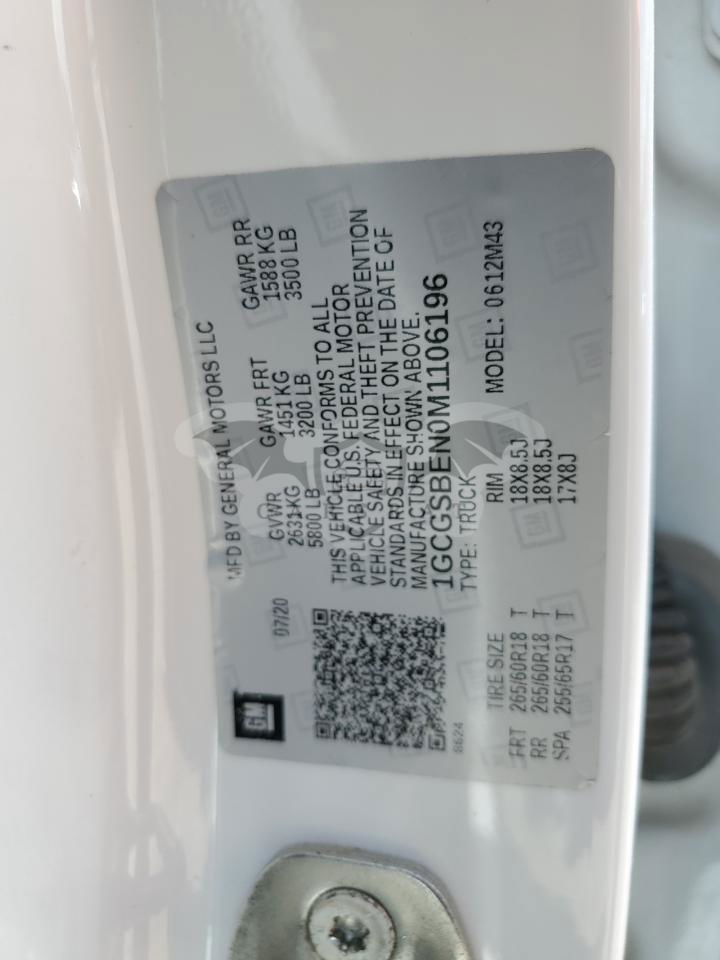 MFD BY GENERAL MOTORS LLC
GM
07/20 GVWR GAWR FRT GAWR RR
2631 KG 1451 KG 1588 KG
5800 LB 3200 LB 3500 LB
THIS VEHICLE CONFORMS TO ALL
APPLICABLE U.S. FEDERAL MOTOR
VEHICLE SAFETY AND THEFT PREVENTION
STANDARDS IN EFFECT ON THE DATE OF
MANUFACTURE SHOWN ABOVE.
1GCGSBEN0M1106196
8624 TYPE: TRUCK MODEL: 0612M43
TIRE SIZE RIM
FRT 265/60R18 T 18X8.5J
RR 265/60R18 T 18X8.5J
SPA 255/65R17 T 17X8J